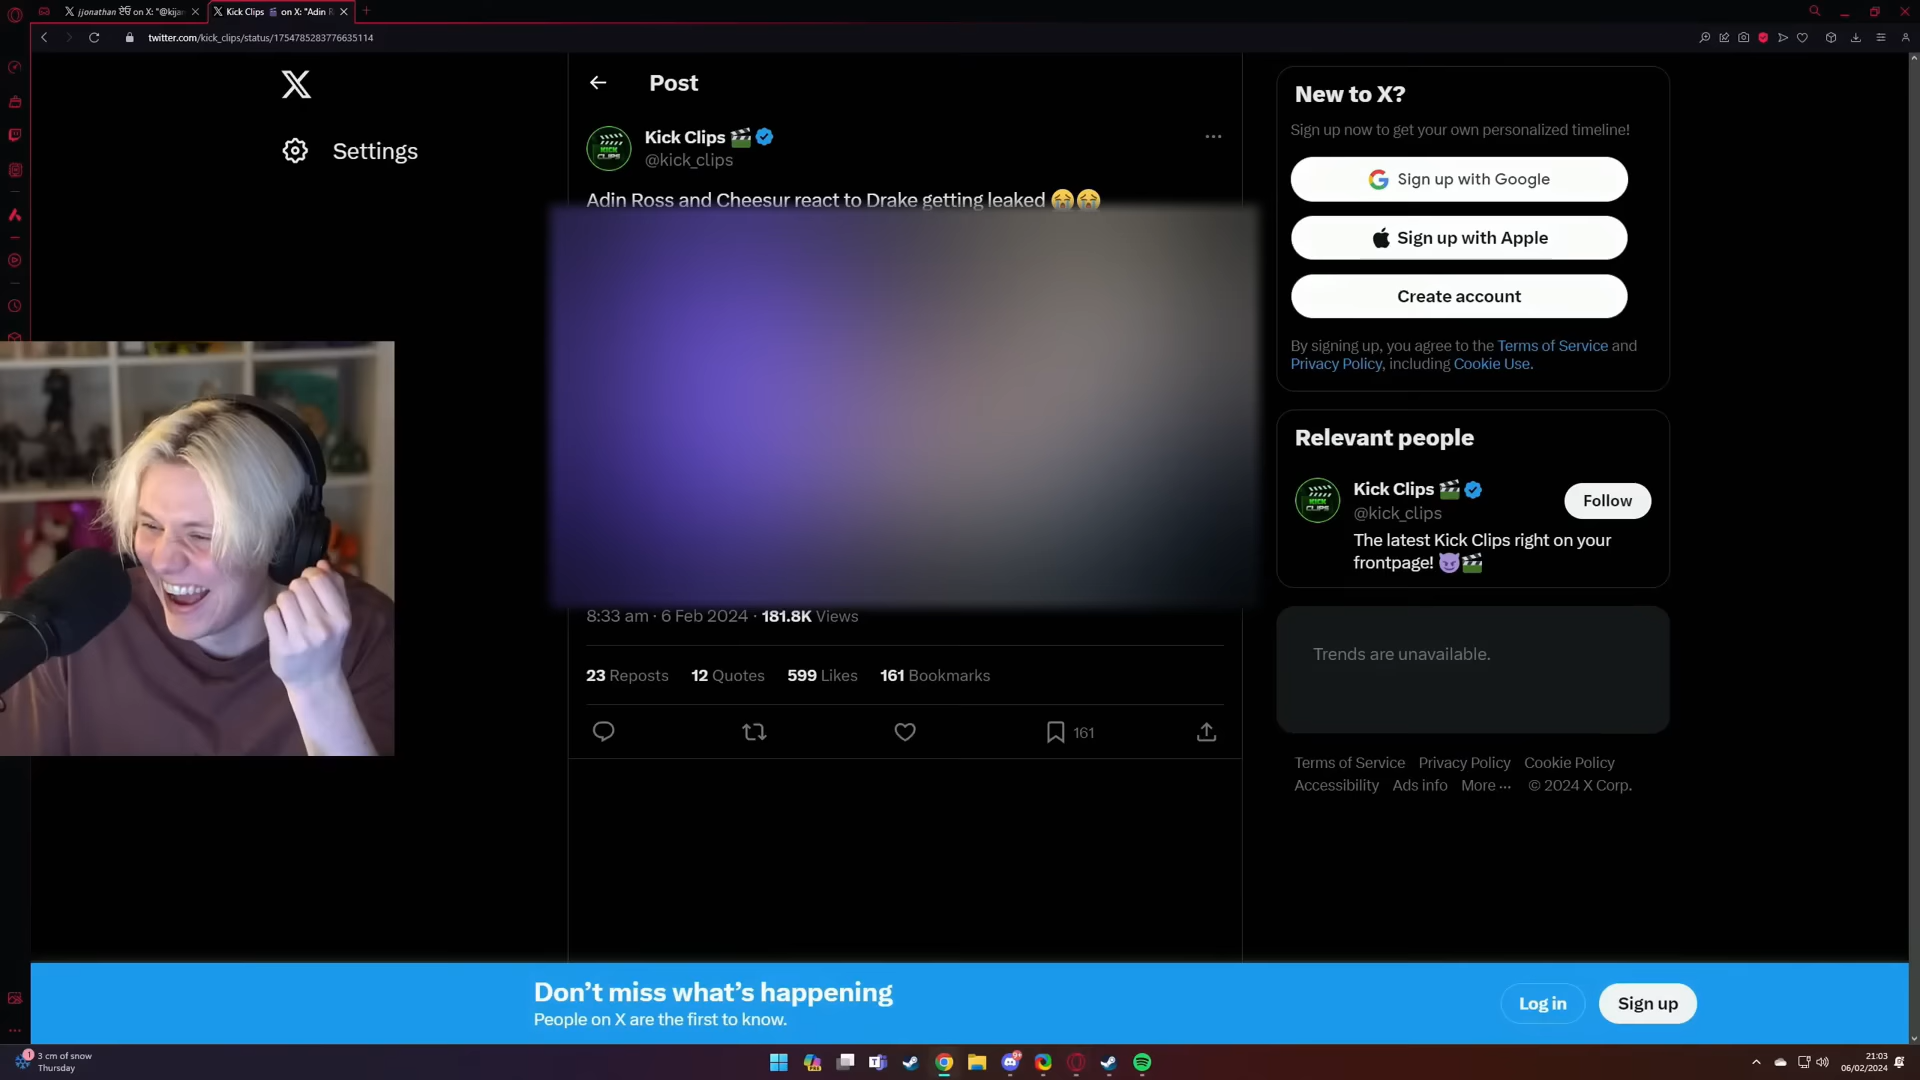 Kick Clips 🎬 on X: "Adin R
twitter.com/kick_clips/status/1754785283776635114
Settings
Post
Kick Clips 🎬
@kick_clips
Adin Ross and Cheesur react to Drake getting leaked 😭😭
8:33 am · 6 Feb 2024 · 181.8K Views
23 Reposts 12 Quotes 599 Likes 161 Bookmarks
161
New to X?
Sign up now to get your own personalized timeline!
Sign up with Google
Sign up with Apple
Create account
By signing up, you agree to the Terms of Service and
Privacy Policy, including Cookie Use.
Relevant people
Kick Clips 🎬
@kick_clips
Follow
The latest Kick Clips right on your
frontpage! 😈🎬
Trends are unavailable.
Terms of Service Privacy Policy Cookie Policy
Accessibility Ads info More ··· © 2024 X Corp.
Don't miss what's happening
People on X are the first to know.
Log in
Sign up
3 cm of snow
Thursday
21:03
06/02/2024